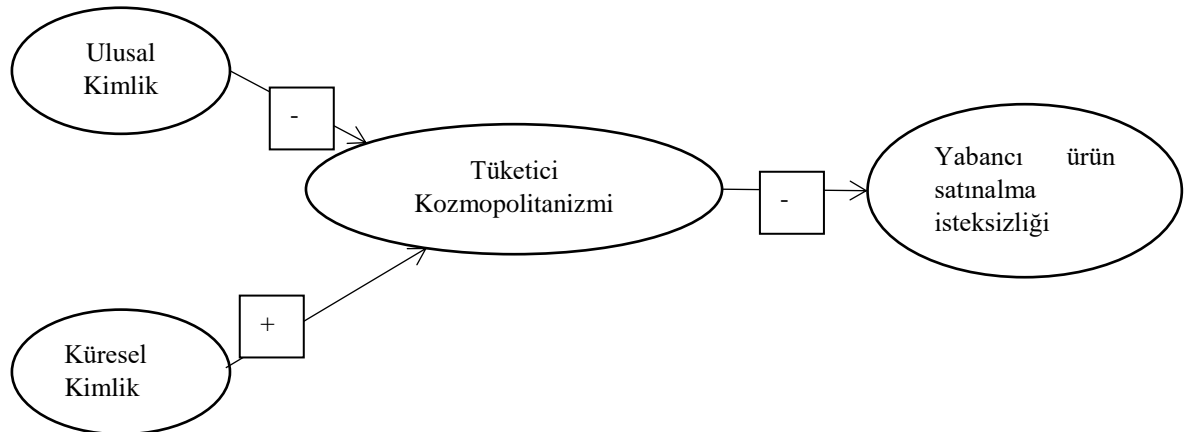 Ulusal
Kimlik
-
Tüketici
Kozmopolitanizmi
-
Yabancı ürün
satınalma
isteksizliği
+
Küresel
Kimlik